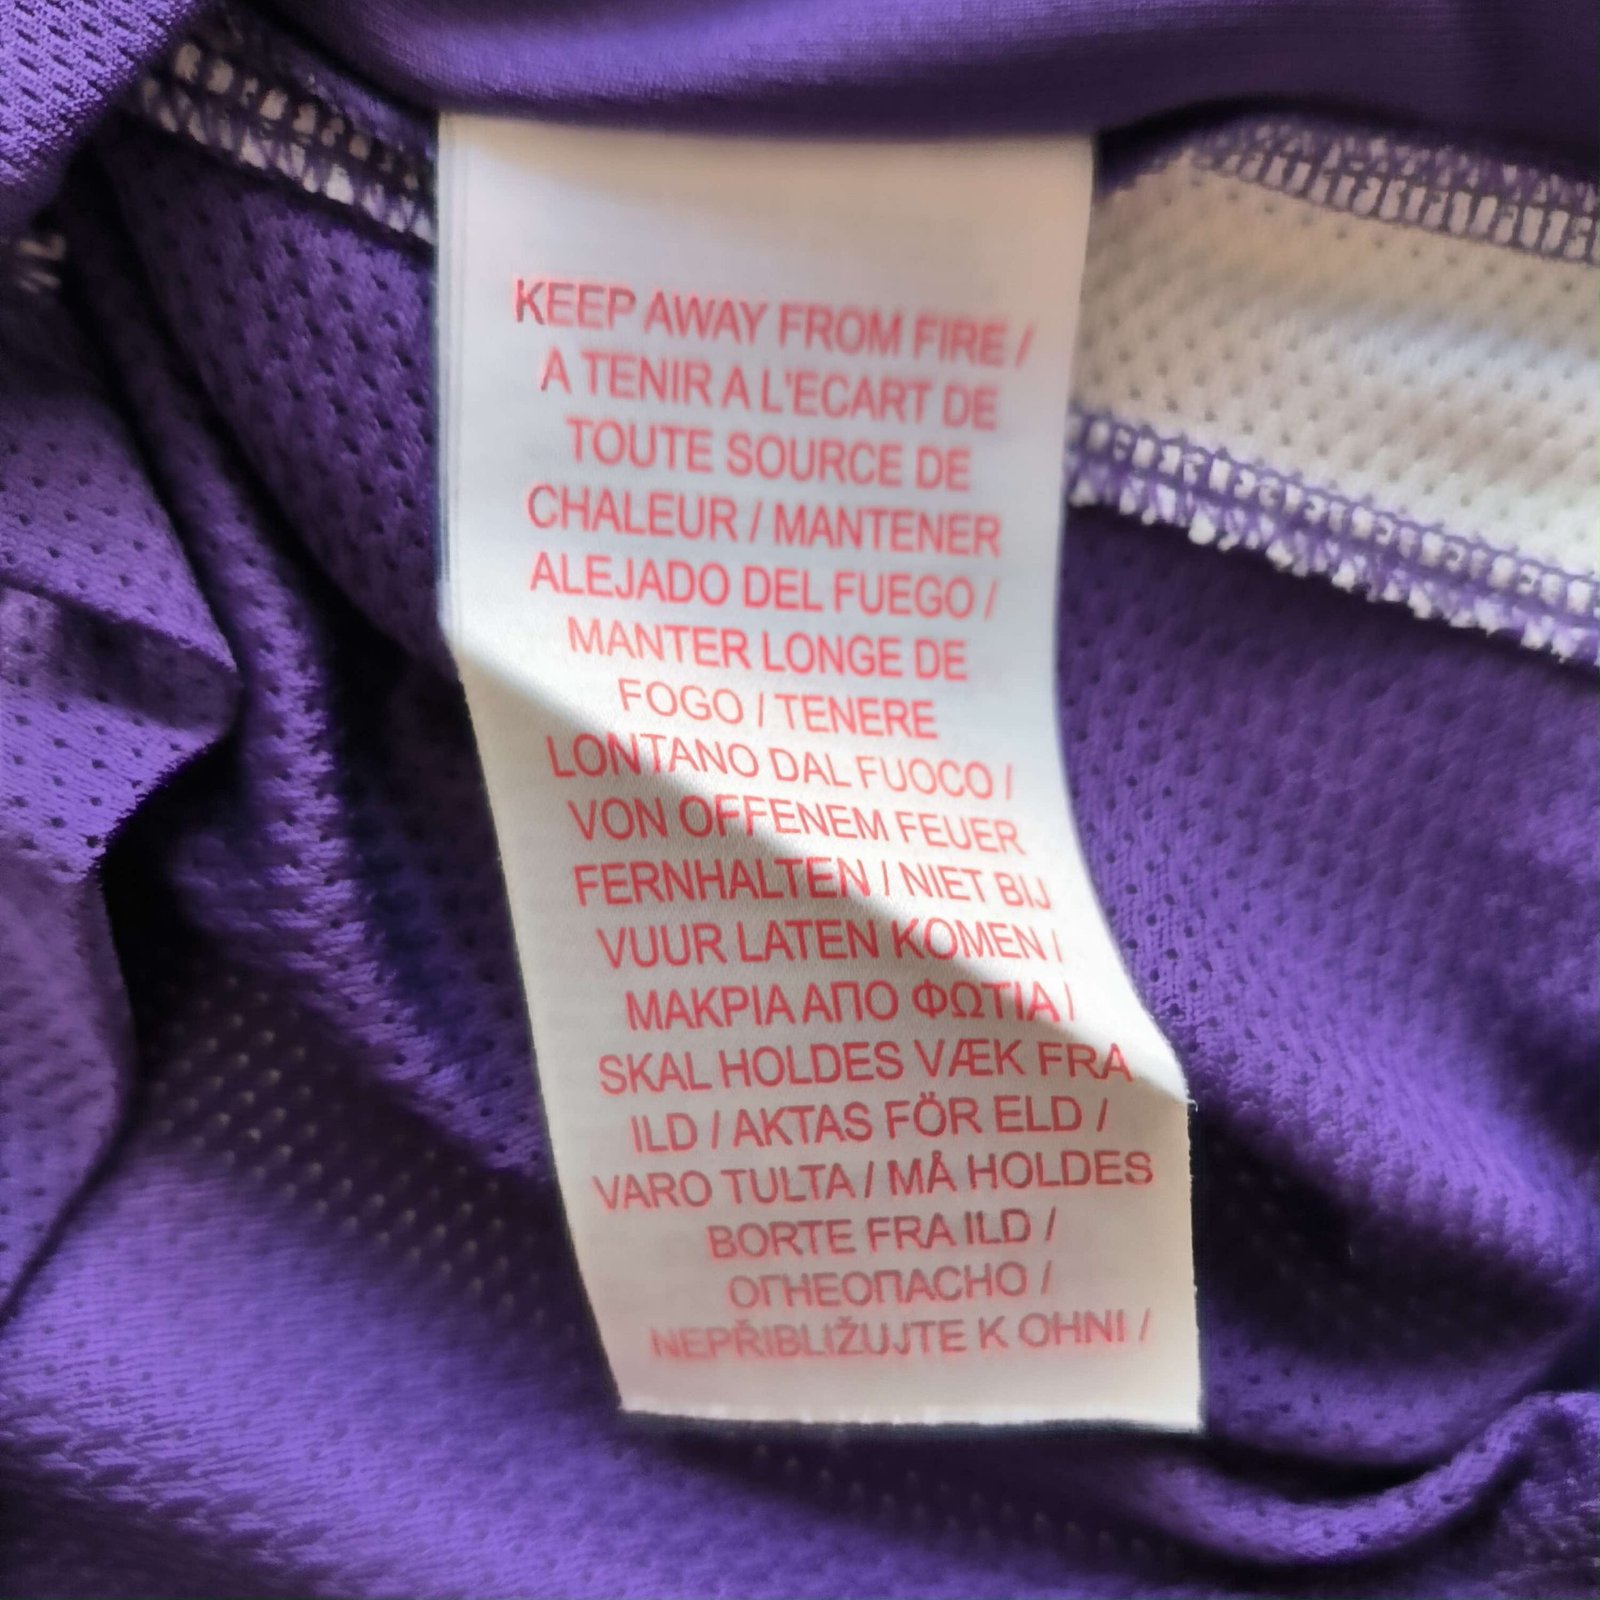 KEEP AWAY FROM FIRE /
A TENIR A L'ECART DE
TOUTE SOURCE DE
CHALEUR / MANTENER
ALEJADO DEL FUEGO /
MANTER LONGE DE
FOGO / TENERE
LONTANO DAL FUOCO /
VON OFFENEM FEUER
FERNHALTEN / NIET BIJ
VUUR LATEN KOMEN /
ΜΑΚΡΙΑ ΑΠΟ ΦΩΤΙΑ /
SKAL HOLDES VÆK FRA
ILD / AKTAS FÖR ELD /
VARO TULTA / MÅ HOLDES
BORTE FRA ILD /
ОГНЕОПАСНО /
NEPŘIBLIŽUJTE K OHNI /